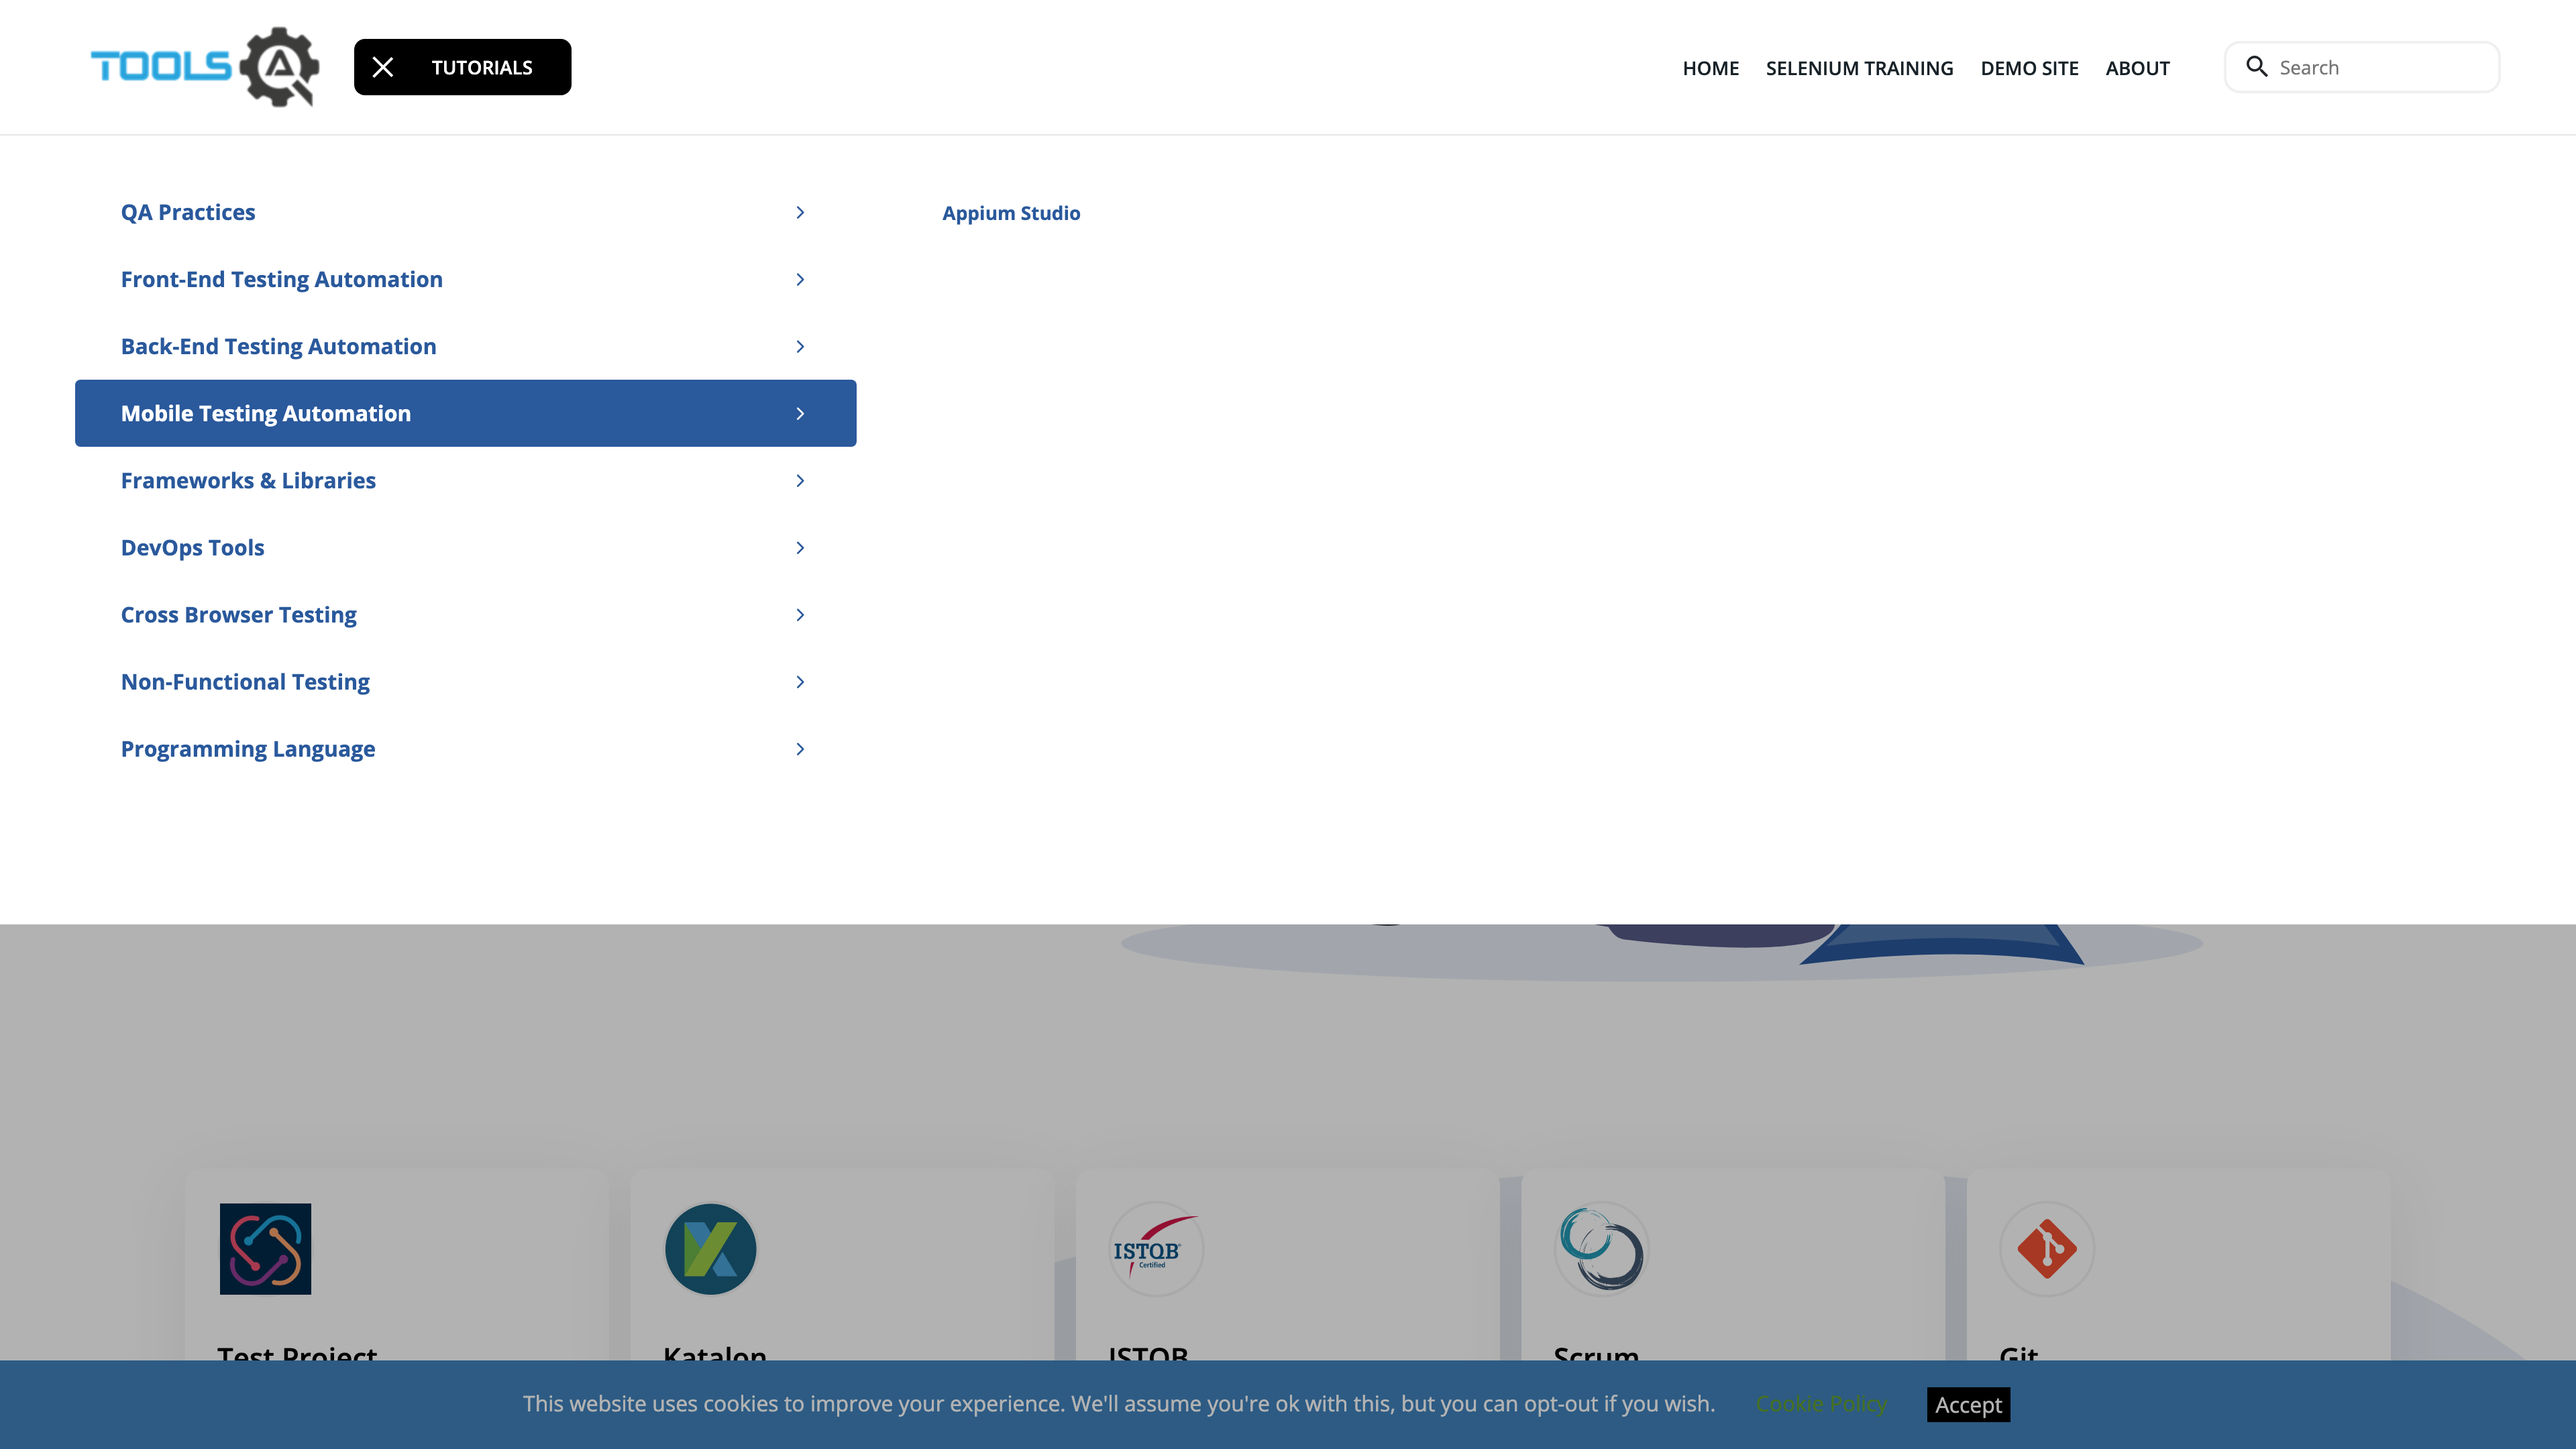 TOOLS QA
TUTORIALS
HOME SELENIUM TRAINING DEMO SITE ABOUT
Search
QA Practices
Front-End Testing Automation
Back-End Testing Automation
Mobile Testing Automation
Frameworks & Libraries
DevOps Tools
Cross Browser Testing
Non-Functional Testing
Programming Language
Appium Studio
ISTQB®
Certified
Test Project
Katalon
ISTQB
Scrum
Git
This website uses cookies to improve your experience. We'll assume you're ok with this, but you can opt-out if you wish. Cookie Policy Accept